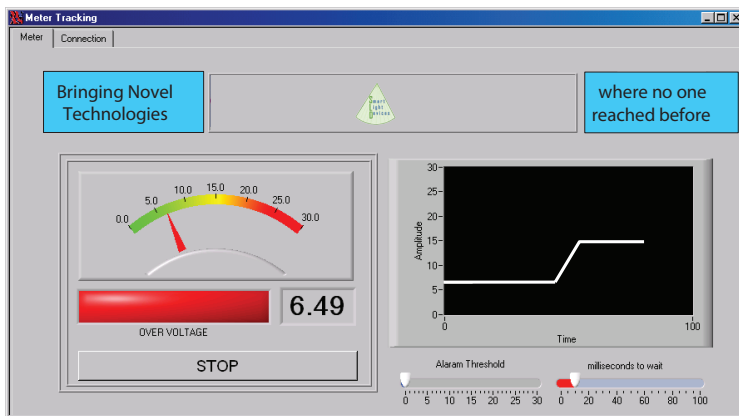 Meter Tracking
Meter Connection
Bringing Novel
Technologies
Smart
Light
Devices
where no one
reached before
0.0 5.0 10.0 15.0 20.0 25.0 30.0
6.49
OVER VOLTAGE
STOP
30
25
20
15
10
5
0
Amplitude
0 100
Time
Alaram Threshold
0 5 10 15 20 25 30
milliseconds to wait
0 20 40 60 80 100